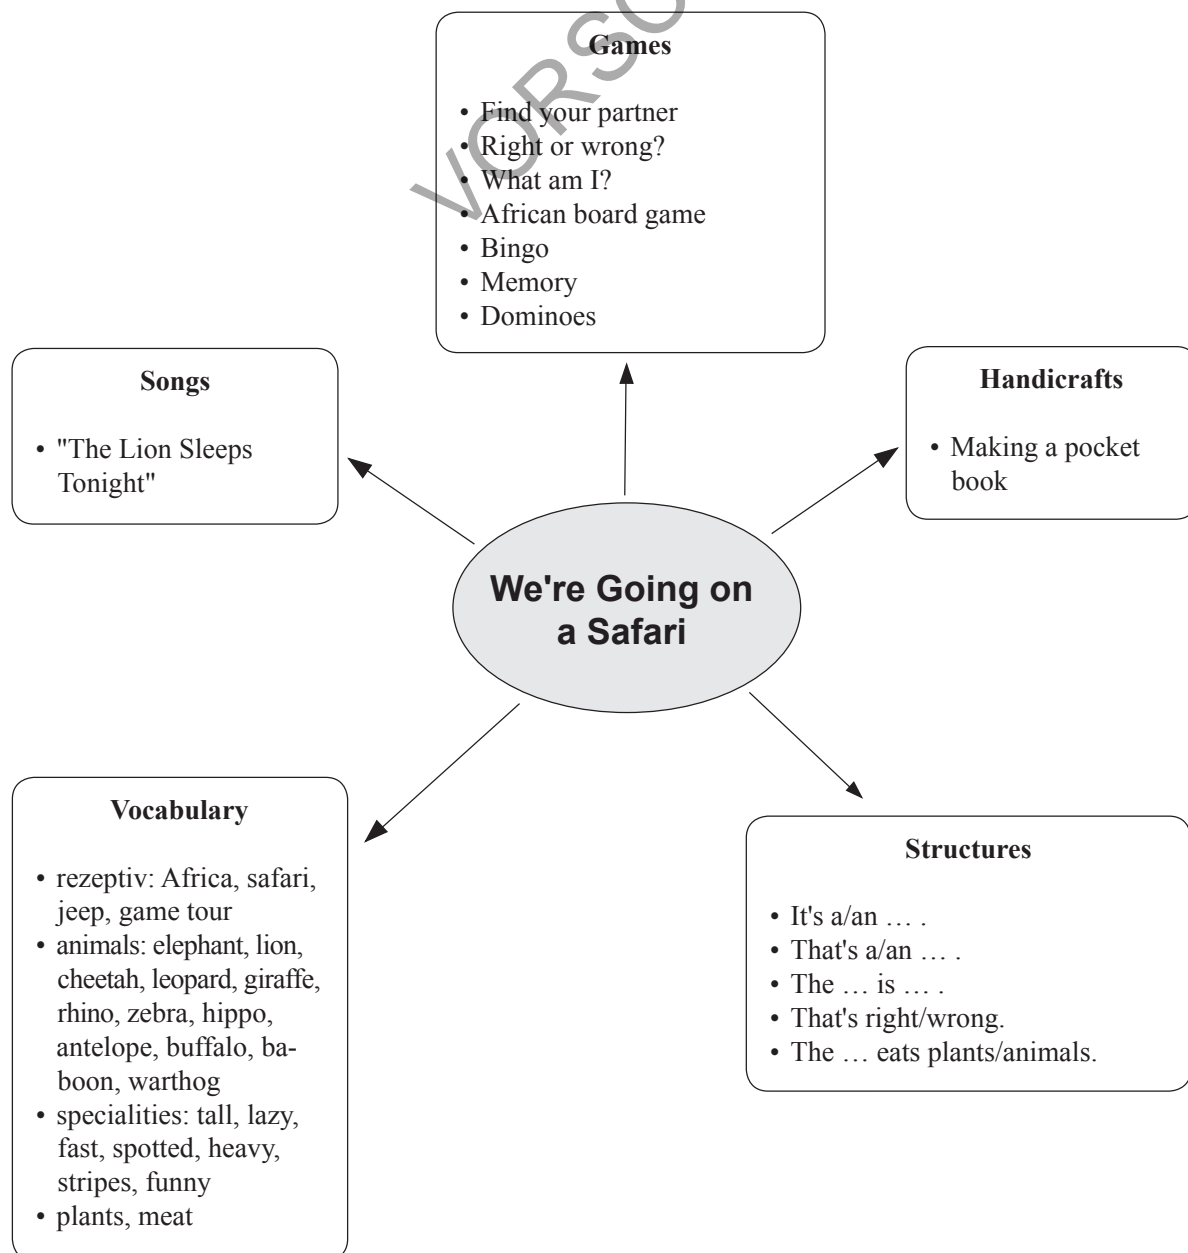 VORSC
Games
• Find your partner
• Right or wrong?
• What am I?
• African board game
• Bingo
• Memory
• Dominoes
Songs
• "The Lion Sleeps
Tonight"
Handicrafts
• Making a pocket
book
We're Going on
a Safari
Vocabulary
• rezeptiv: Africa, safari,
jeep, game tour
• animals: elephant, lion,
cheetah, leopard, giraffe,
rhino, zebra, hippo,
antelope, buffalo, ba-
boon, warthog
• specialities: tall, lazy,
fast, spotted, heavy,
stripes, funny
• plants, meat
Structures
• It's a/an … .
• That's a/an … .
• The … is … .
• That's right/wrong.
• The … eats plants/animals.